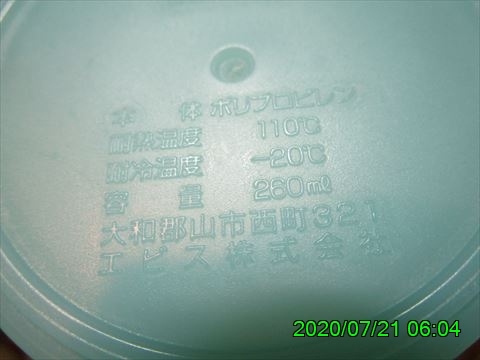 本 体 ポリプロピレン
耐熱温度 110℃
耐冷温度 -20℃
容 量 260ml
大和郡山市西町321
エビス株式会社
2020/07/21 06:04